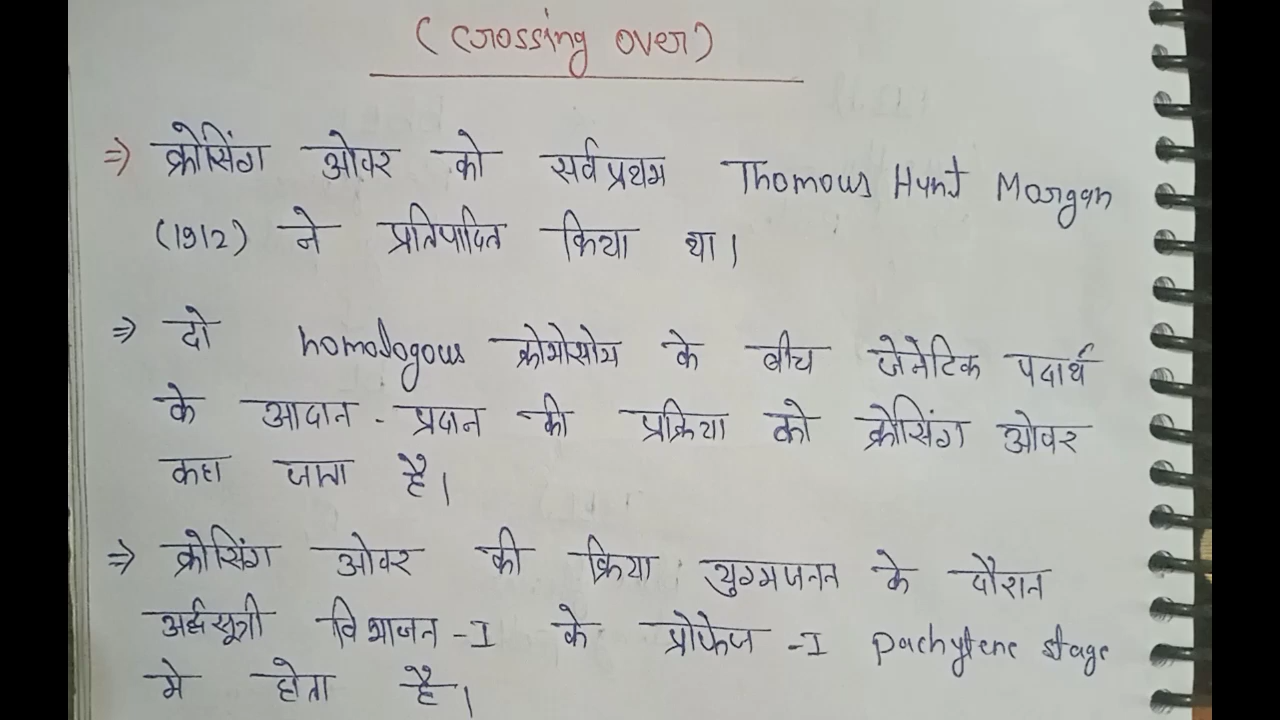 (Crossing over)
⇒ क्रोसिंग ओवर को सर्वप्रथम Thomous Hunt Morgan
(1912) ने प्रतिपादित किया था।
⇒ दो homologous क्रोमोसोम के बीच जेनेटिक पदार्थ
के आदान - प्रदान की प्रक्रिया को क्रोसिंग ओवर
कहा जाता है।
⇒ क्रोसिंग ओवर की क्रिया युग्मजनन के दौरान
अर्द्धसूत्री विभाजन -I के प्रोफेज -I pachytene stage
मे होता है।